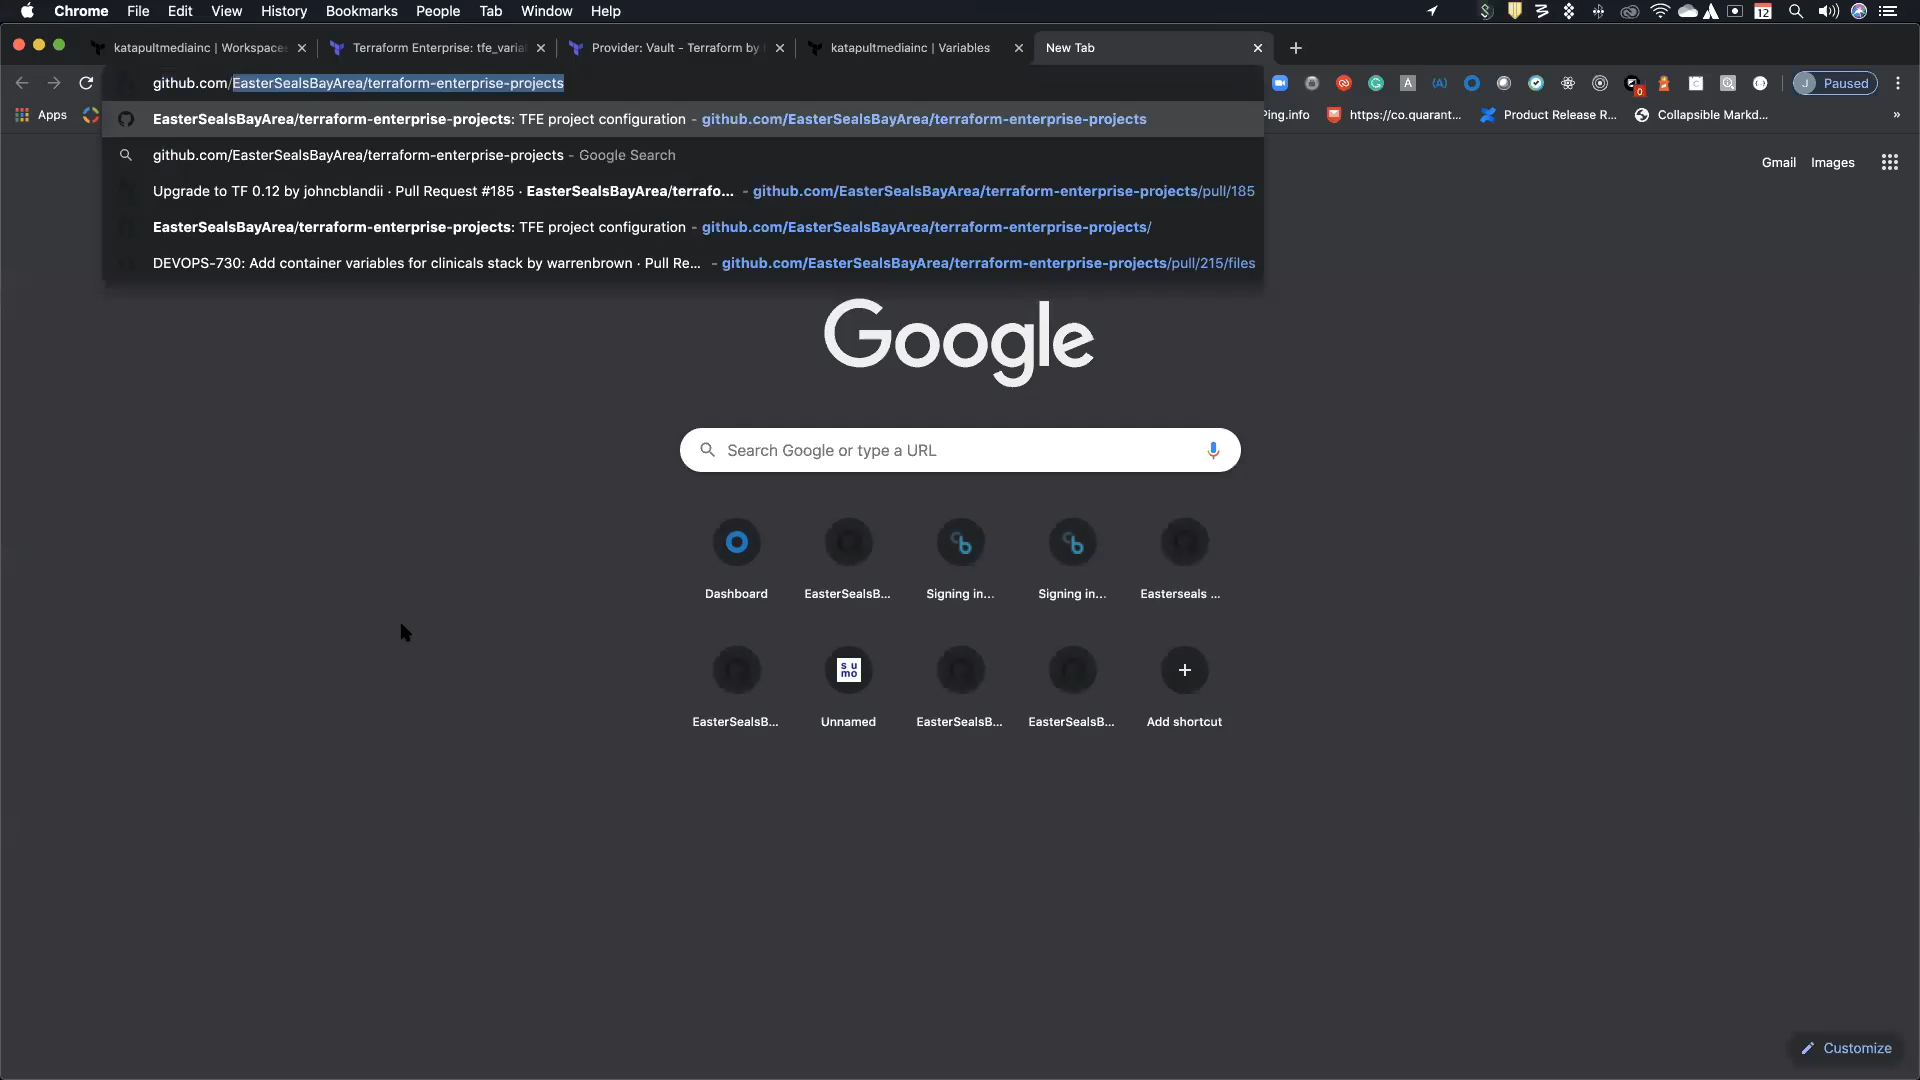 Chrome File Edit View History Bookmarks People Tab Window Help 12
katapultmediainc | Workspaces Terraform Enterprise: tfe_varia Provider: Vault - Terraform by katapultmediainc | Variables New Tab
github.com/EasterSealsBayArea/terraform-enterprise-projects A (A) 0 J Paused
Apps Ping.info https://co.quarant... Product Release R... Collapsible Markd... »
EasterSealsBayArea/terraform-enterprise-projects: TFE project configuration - github.com/EasterSealsBayArea/terraform-enterprise-projects
github.com/EasterSealsBayArea/terraform-enterprise-projects - Google Search
Gmail Images
Upgrade to TF 0.12 by johncblandii · Pull Request #185 · EasterSealsBayArea/terrafo... - github.com/EasterSealsBayArea/terraform-enterprise-projects/pull/185
EasterSealsBayArea/terraform-enterprise-projects: TFE project configuration - github.com/EasterSealsBayArea/terraform-enterprise-projects/
DEVOPS-730: Add container variables for clinicals stack by warrenbrown · Pull Re... - github.com/EasterSealsBayArea/terraform-enterprise-projects/pull/215/files
Google
Search Google or type a URL
Dashboard EasterSealsB... Signing in... Signing in... Easterseals ...
sumo
EasterSealsB... Unnamed EasterSealsB... EasterSealsB... Add shortcut
Customize